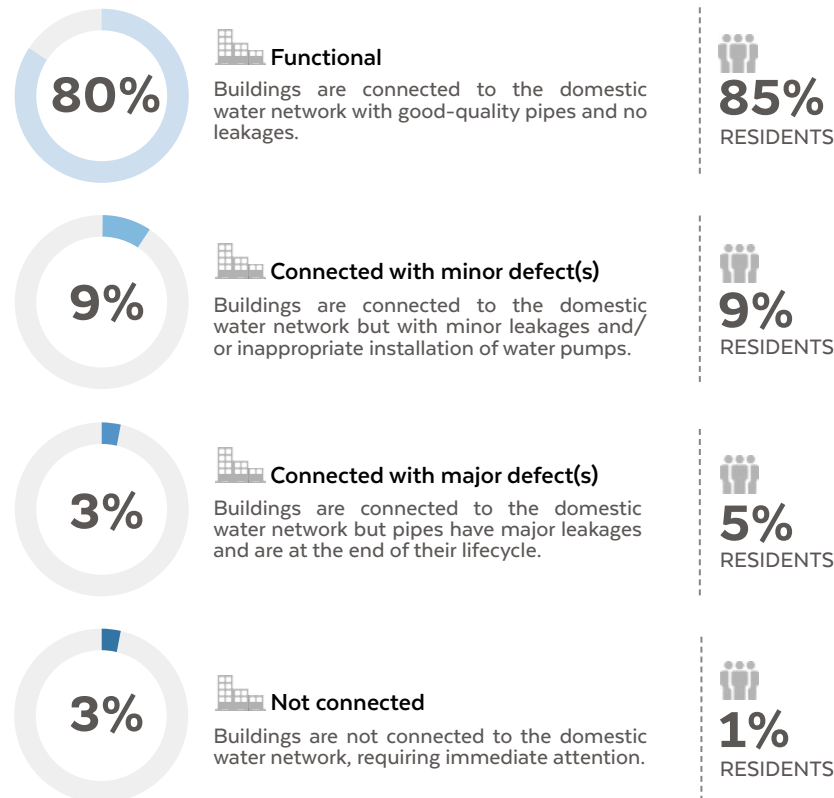 80%
Functional
Buildings are connected to the domestic
water network with good-quality pipes and no
leakages.
85%
RESIDENTS
9%
Connected with minor defect(s)
Buildings are connected to the domestic
water network but with minor leakages and/
or inappropriate installation of water pumps.
9%
RESIDENTS
3%
Connected with major defect(s)
Buildings are connected to the domestic
water network but pipes have major leakages
and are at the end of their lifecycle.
5%
RESIDENTS
3%
Not connected
Buildings are not connected to the domestic
water network, requiring immediate attention.
1%
RESIDENTS